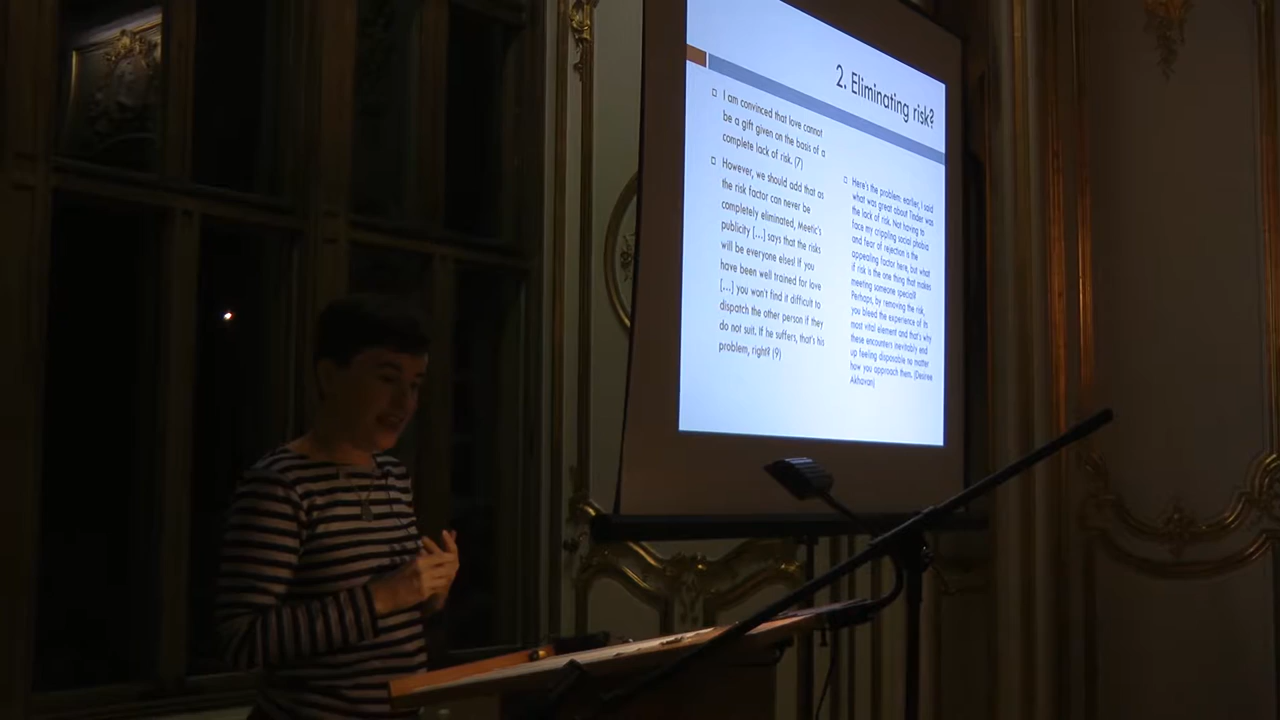 2. Eliminating risk?
I am convinced that love cannot
be a gift given on the basis of a
complete lack of risk. (7)
However, we should add that as
the risk factor can never be
completely eliminated, Meetic's
publicity [...] says that the risks
will be everyone elses! If you
have been well trained for love
[...] you won't find it difficult to
dispatch the other person if they
do not suit. If he suffers, that's his
problem, right? (9)
Here's the problem: earlier, I said
what was great about Tinder was
the lack of risk. Not having to
face my crippling social phobia
and fear of rejection is the
appealing factor here, but what
if risk is the one thing that makes
meeting someone special?
Perhaps, by removing the risk,
you bleed the experience of its
most vital element and that's why
these encounters inevitably end
up feeling disposable no matter
how you approach them. (Desiree
Akhavan)